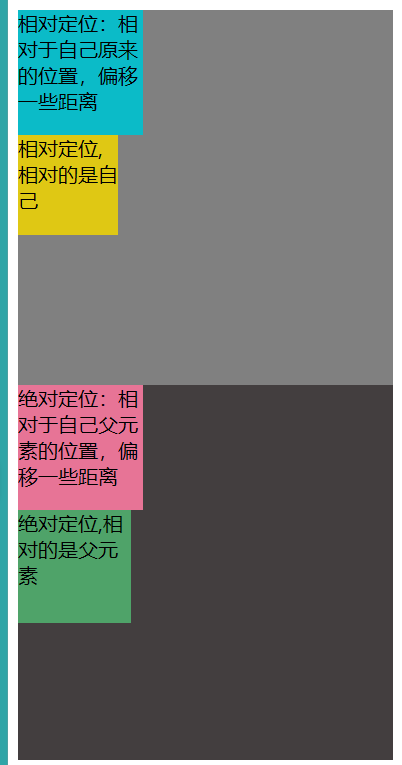 相对定位：相
对于自己原来
的位置，偏移
一些距离
相对定位,
相对的是自
己
绝对定位：相
对于自己父元
素的位置，偏
移一些距离
绝对定位,相
对的是父元
素